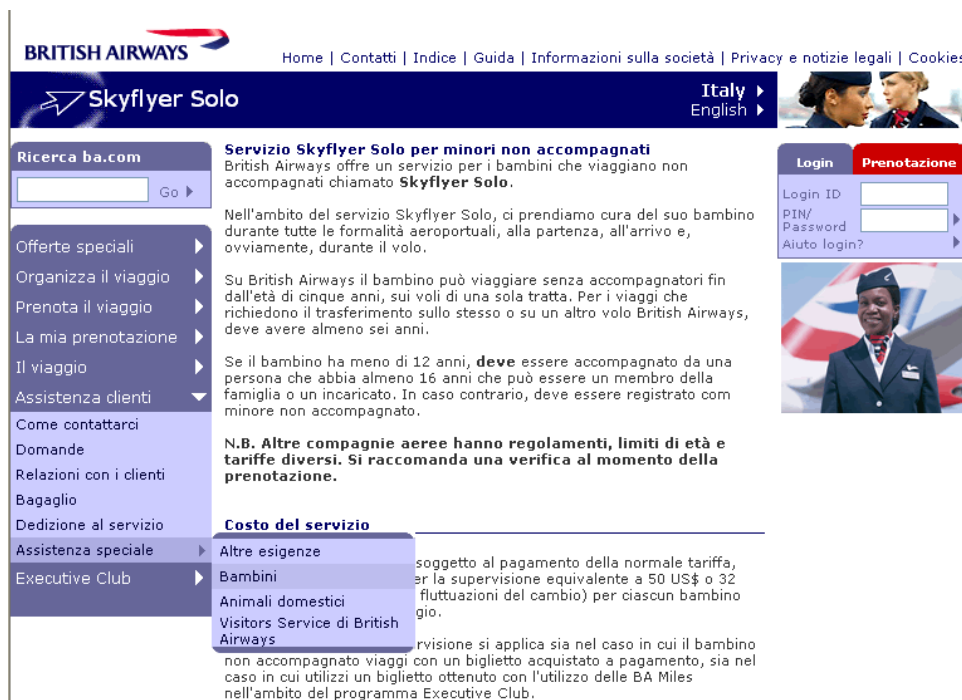 BRITISH AIRWAYS
Home | Contatti | Indice | Guida | Informazioni sulla società | Privacy e notizie legali | Cookies
Skyflyer Solo
Italy
English
Ricerca ba.com
Go
Offerte speciali
Organizza il viaggio
Prenota il viaggio
La mia prenotazione
Il viaggio
Assistenza clienti
Come contattarci
Domande
Relazioni con i clienti
Bagaglio
Dedizione al servizio
Assistenza speciale
Executive Club
Altre esigenze
Bambini
Animali domestici
Visitors Service di British
Airways
Servizio Skyflyer Solo per minori non accompagnati
British Airways offre un servizio per i bambini che viaggiano non
accompagnati chiamato Skyflyer Solo.
Nell'ambito del servizio Skyflyer Solo, ci prendiamo cura del suo bambino
durante tutte le formalità aeroportuali, alla partenza, all'arrivo e,
ovviamente, durante il volo.
Su British Airways il bambino può viaggiare senza accompagnatori fin
dall'età di cinque anni, sui voli di una sola tratta. Per i viaggi che
richiedono il trasferimento sullo stesso o su un altro volo British Airways,
deve avere almeno sei anni.
Se il bambino ha meno di 12 anni, deve essere accompagnato da una
persona che abbia almeno 16 anni che può essere un membro della
famiglia o un incaricato. In caso contrario, deve essere registrato com
minore non accompagnato.
N.B. Altre compagnie aeree hanno regolamenti, limiti di età e
tariffe diversi. Si raccomanda una verifica al momento della
prenotazione.
Costo del servizio
soggetto al pagamento della normale tariffa,
er la supervisione equivalente a 50 US$ o 32
fluttuazioni del cambio) per ciascun bambino
gio.
rvisione si applica sia nel caso in cui il bambino
non accompagnato viaggi con un biglietto acquistato a pagamento, sia nel
caso in cui utilizzi un biglietto ottenuto con l'utilizzo delle BA Miles
nell'ambito del programma Executive Club.
Login
Prenotazione
Login ID
PIN/
Password
Aiuto login?